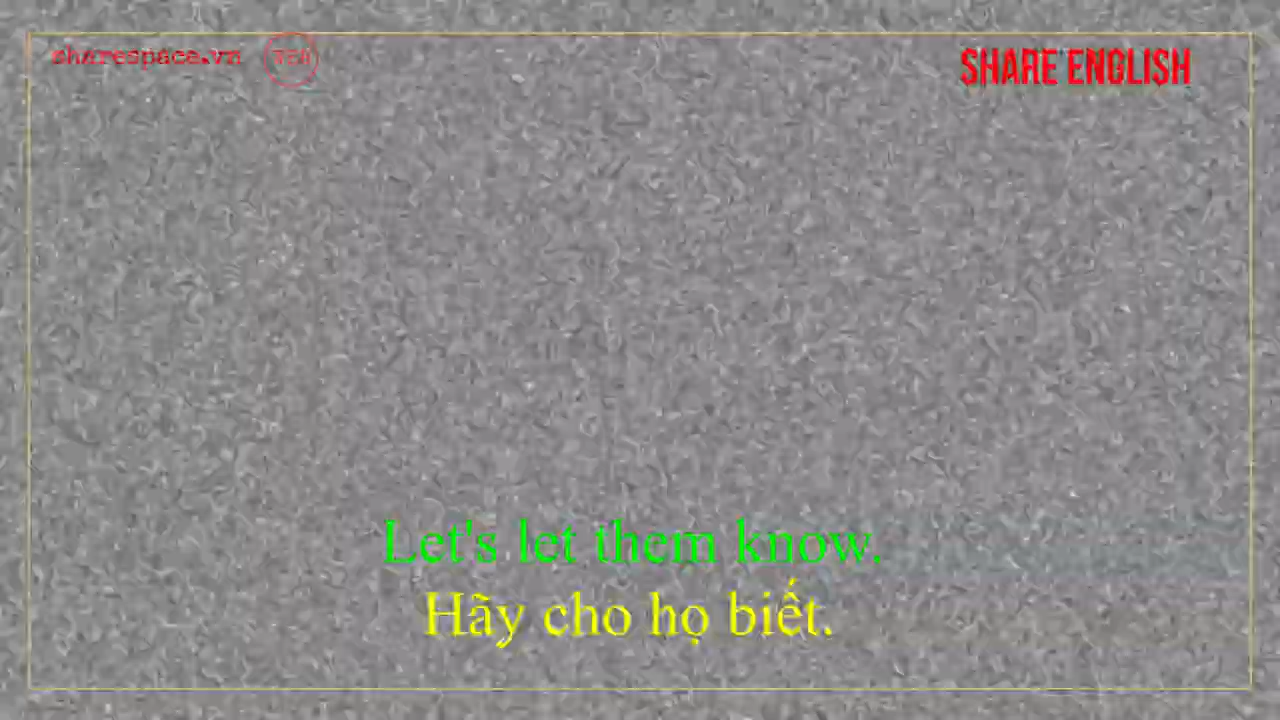 sharespace.vn
SHARE ENGLISH
Let's let them know.
Hãy cho họ biết.